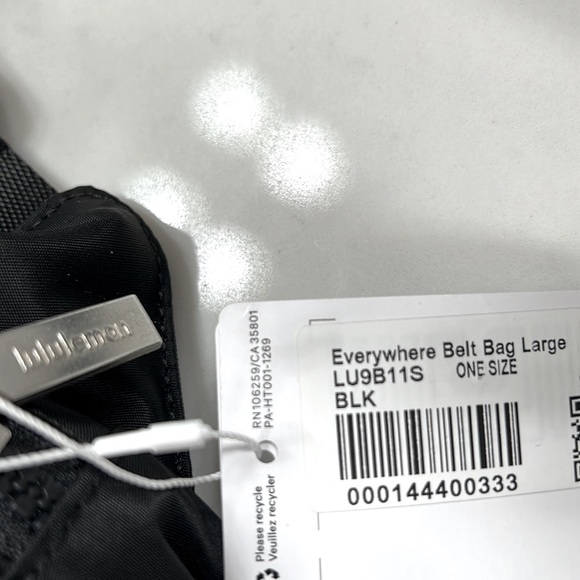 lululemon
Everywhere Belt Bag Large
LU9B11S ONE SIZE
BLK
000144400333
RN106259/CA35801
PA-HT001-1269
Please recycle
Veuillez recycler